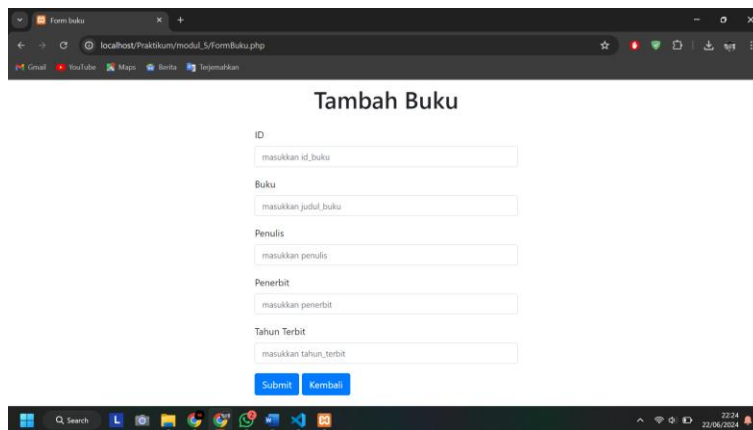 Form buku
localhost/Praktikum/modul_5/FormBuku.php
Gmail YouTube Maps Berita Terjemahkan
Tambah Buku
ID
masukkan id_buku
Buku
masukkan judul_buku
Penulis
masukkan penulis
Penerbit
masukkan penerbit
Tahun Terbit
masukkan tahun_terbit
Submit Kembali
Search
22:24
22/06/2024